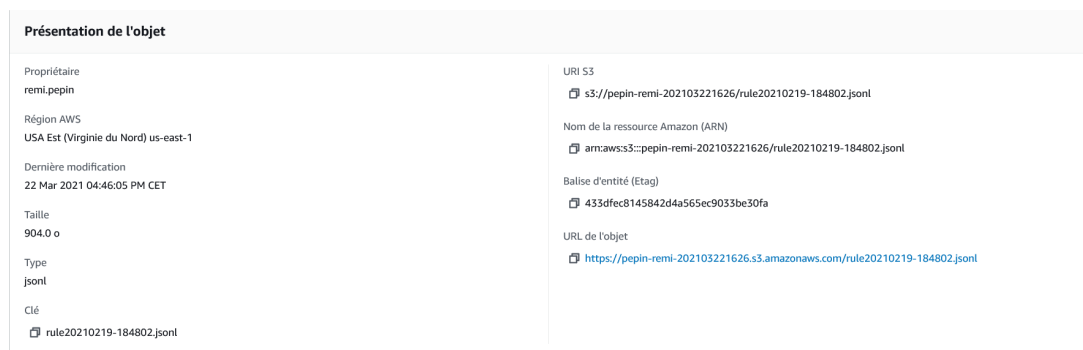 Présentation de l'objet
Propriétaire
remi.pepin
Région AWS
USA Est (Virginie du Nord) us-east-1
Dernière modification
22 Mar 2021 04:46:05 PM CET
Taille
904.0 o
Type
jsonl
Clé
rule20210219-184802.jsonl
URI S3
s3://pepin-remi-202103221626/rule20210219-184802.jsonl
Nom de la ressource Amazon (ARN)
arn:aws:s3:::pepin-remi-202103221626/rule20210219-184802.jsonl
Balise d'entité (Etag)
433dfec8145842d4a565ec9033be30fa
URL de l'objet
https://pepin-remi-202103221626.s3.amazonaws.com/rule20210219-184802.jsonl